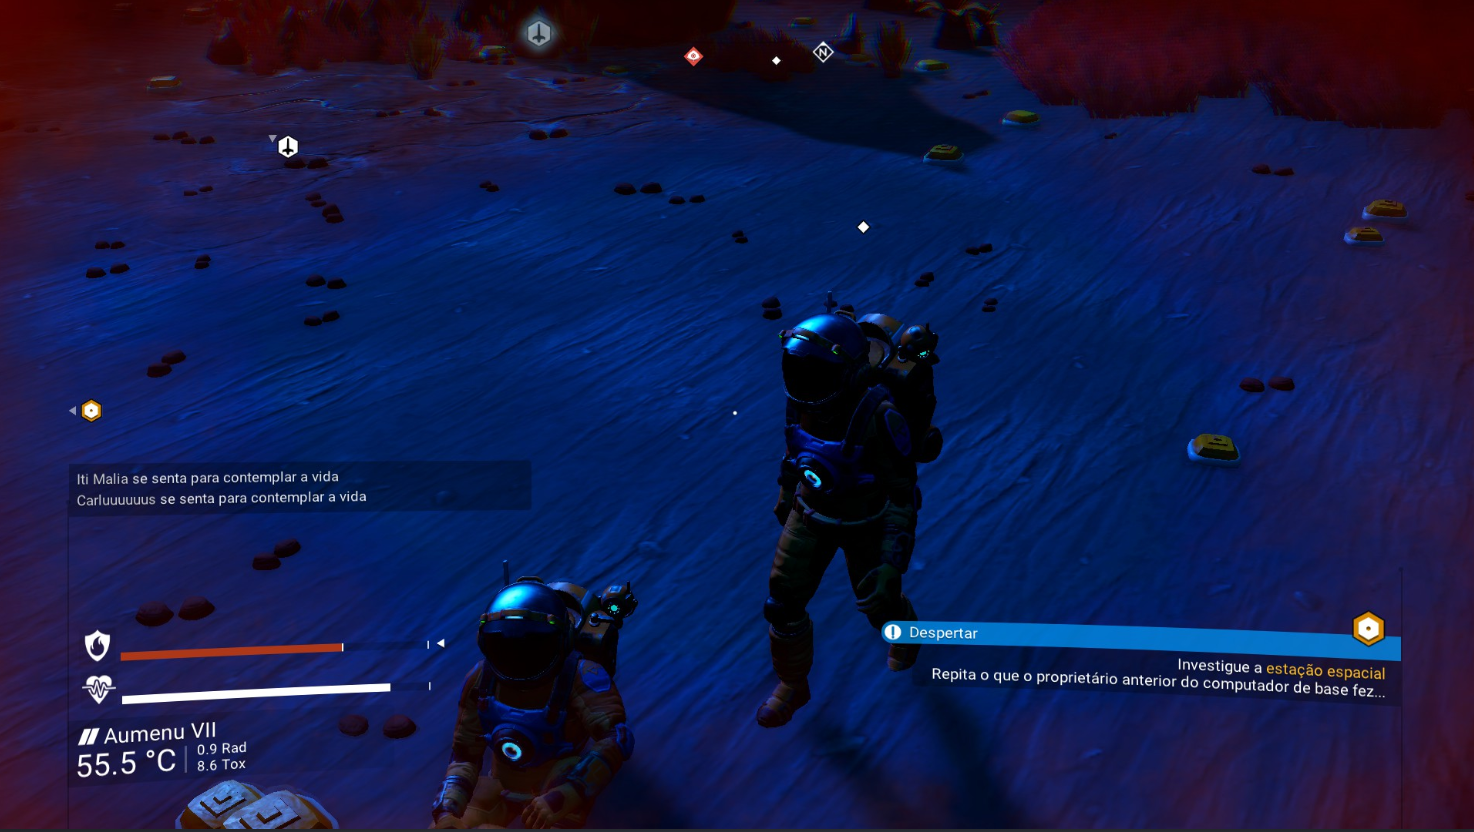 N
Iti Malia se senta para contemplar a vida
Carluuuuuus se senta para contemplar a vida
Despertar
Investigue a estação espacial
Repita o que o proprietário anterior do computador de base fez...
Aumenu VII
55.5 °C
0.9 Rad
8.6 Tox